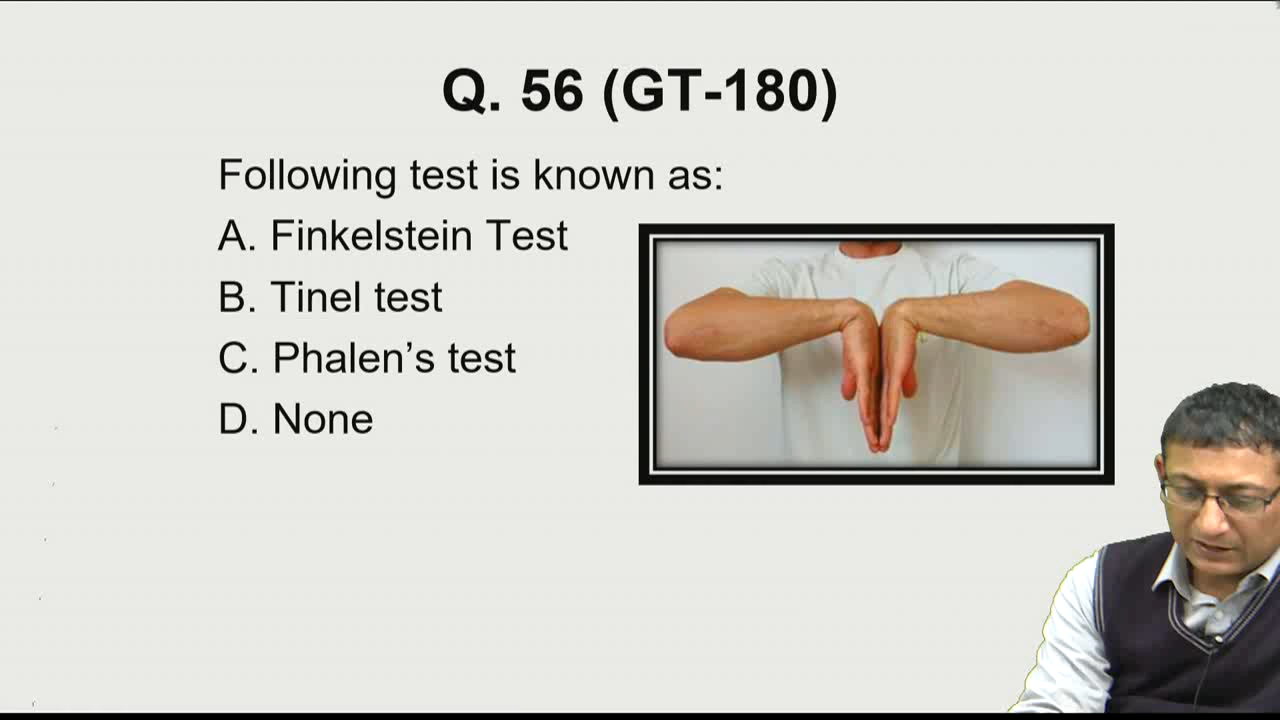 Q. 56 (GT-180)
Following test is known as:
A. Finkelstein Test
B. Tinel test
C. Phalen’s test
D. None